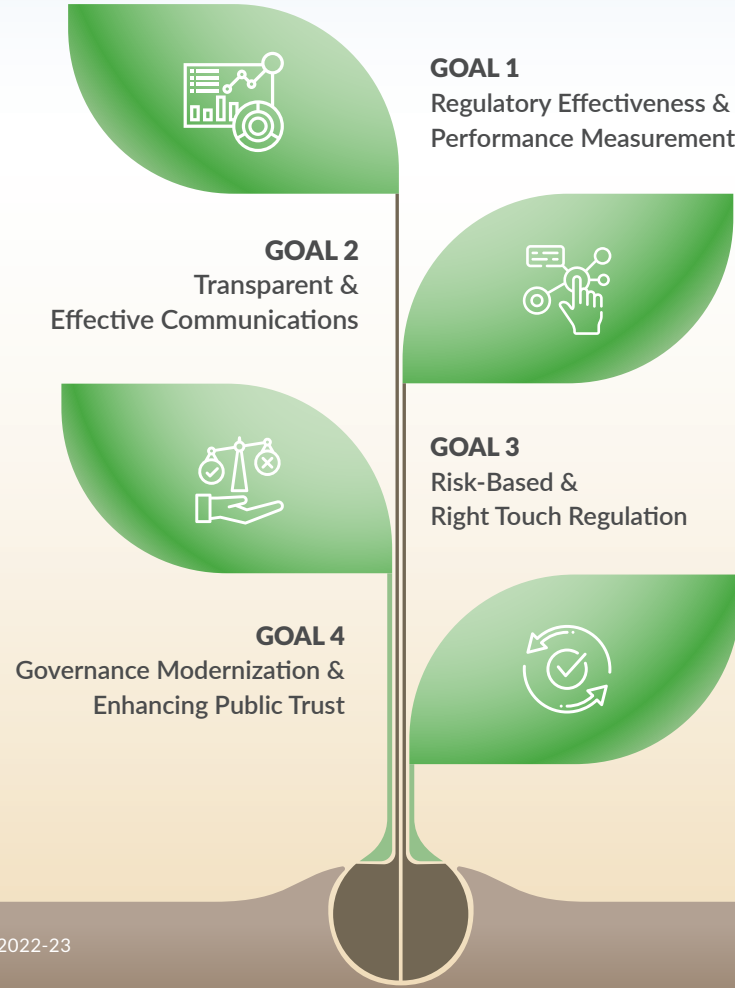 GOAL 1
Regulatory Effectiveness &
Performance Measurement
GOAL 2
Transparent &
Effective Communications
GOAL 3
Risk-Based &
Right Touch Regulation
GOAL 4
Governance Modernization &
Enhancing Public Trust
2022-23